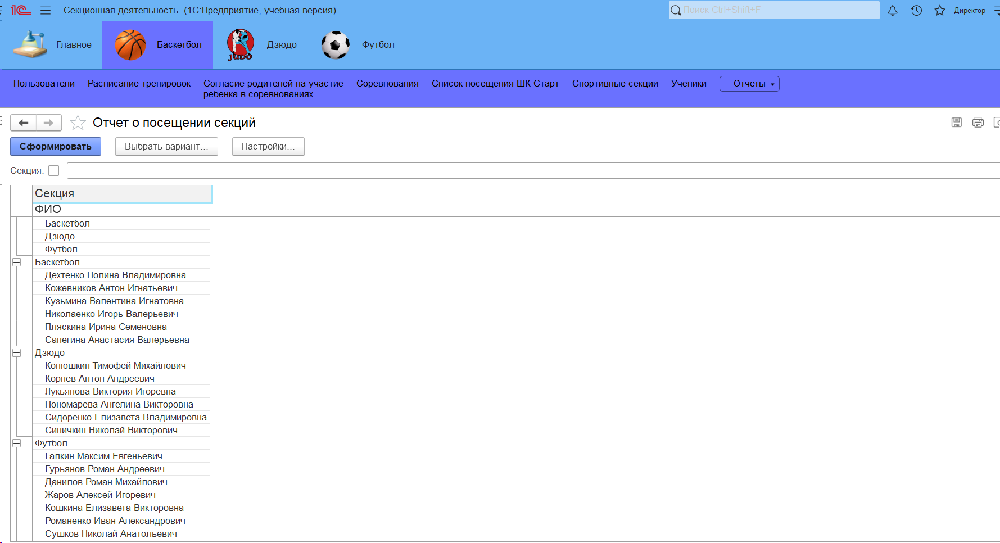 1С Секционная деятельность (1С:Предприятие, учебная версия)
Поиск Ctrl+Shift+F
Директор
Главное
Баскетбол
JUDO
Дзюдо
Футбол
Пользователи
Расписание тренировок
Согласие родителей на участие
ребенка в соревнованиях
Соревнования
Список посещения ШК Старт
Спортивные секции
Ученики
Отчеты
Отчет о посещении секций
Сформировать
Выбрать вариант...
Настройки...
Секция:
Секция
ФИО
Баскетбол
Дзюдо
Футбол
Баскетбол
Дехтенко Полина Владимировна
Кожевников Антон Игнатьевич
Кузьмина Валентина Игнатовна
Николаенко Игорь Валерьевич
Пляскина Ирина Семеновна
Сапегина Анастасия Валерьевна
Дзюдо
Конюшкин Тимофей Михайлович
Корнев Антон Андреевич
Лукьянова Виктория Игоревна
Пономарева Ангелина Викторовна
Сидоренко Елизавета Владимировна
Синичкин Николай Викторович
Футбол
Галкин Максим Евгеньевич
Гурьянов Роман Андреевич
Данилов Роман Михайлович
Жаров Алексей Игоревич
Кошкина Елизавета Викторовна
Романенко Иван Александрович
Сушков Николай Анатольевич